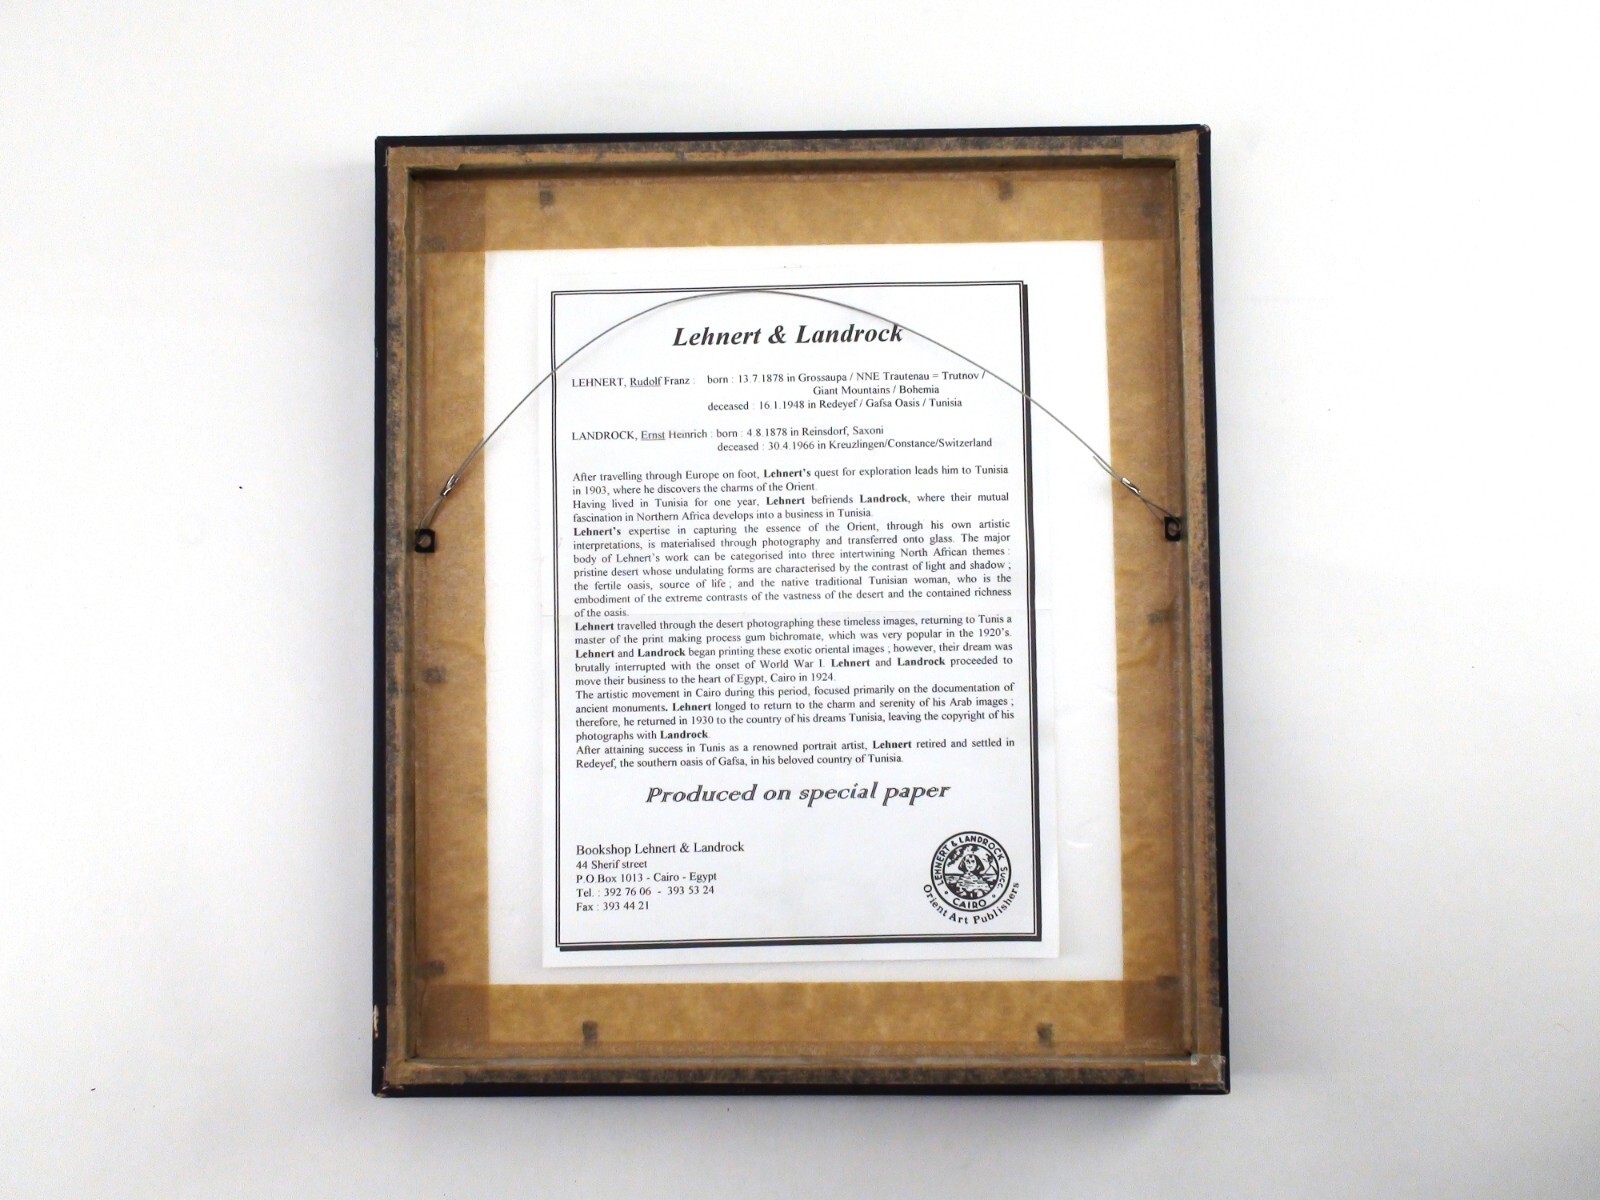 Lehnert & Landrock
LEHNERT, Rudolf Franz : born : 13.7.1878 in Grossaupa / NNE Trautenau = Trutnov /
Giant Mountains / Bohemia
deceased : 16.1.1948 in Redeyef / Gafsa Oasis / Tunisia
LANDROCK, Ernst Heinrich : born : 4.8.1878 in Reinsdorf, Saxoni
deceased : 30.4.1966 in Kreuzlingen/Constance/Switzerland
After travelling through Europe on foot, Lehnert's quest for exploration leads him to Tunisia
in 1903, where he discovers the charms of the Orient.
Having lived in Tunisia for one year, Lehnert befriends Landrock, where their mutual
fascination in Northern Africa develops into a business in Tunisia.
Lehnert's expertise in capturing the essence of the Orient, through his own artistic
interpretations, is materialised through photography and transferred onto glass. The major
body of Lehnert's work can be categorised into three intertwining North African themes :
pristine desert whose undulating forms are characterised by the contrast of light and shadow ;
the fertile oasis, source of life ; and the native traditional Tunisian woman, who is the
embodiment of the extreme contrasts of the vastness of the desert and the contained richness
of the oasis.
Lehnert travelled through the desert photographing these timeless images, returning to Tunis a
master of the print making process gum bichromate, which was very popular in the 1920's.
Lehnert and Landrock began printing these exotic oriental images ; however, their dream was
brutally interrupted with the onset of World War I. Lehnert and Landrock proceeded to
move their business to the heart of Egypt, Cairo in 1924.
The artistic movement in Cairo during this period, focused primarily on the documentation of
ancient monuments. Lehnert longed to return to the charm and serenity of his Arab images ;
therefore, he returned in 1930 to the country of his dreams Tunisia, leaving the copyright of his
photographs with Landrock.
After attaining success in Tunis as a renowned portrait artist, Lehnert retired and settled in
Redeyef, the southern oasis of Gafsa, in his beloved country of Tunisia.
Produced on special paper
Bookshop Lehnert & Landrock
44 Sherif street
P.O.Box 1013 - Cairo - Egypt
Tel. : 392 76 06 - 393 53 24
Fax : 393 44 21
LEHNERT & LANDROCK SUCC.
CAIRO
Orient Art Publishers